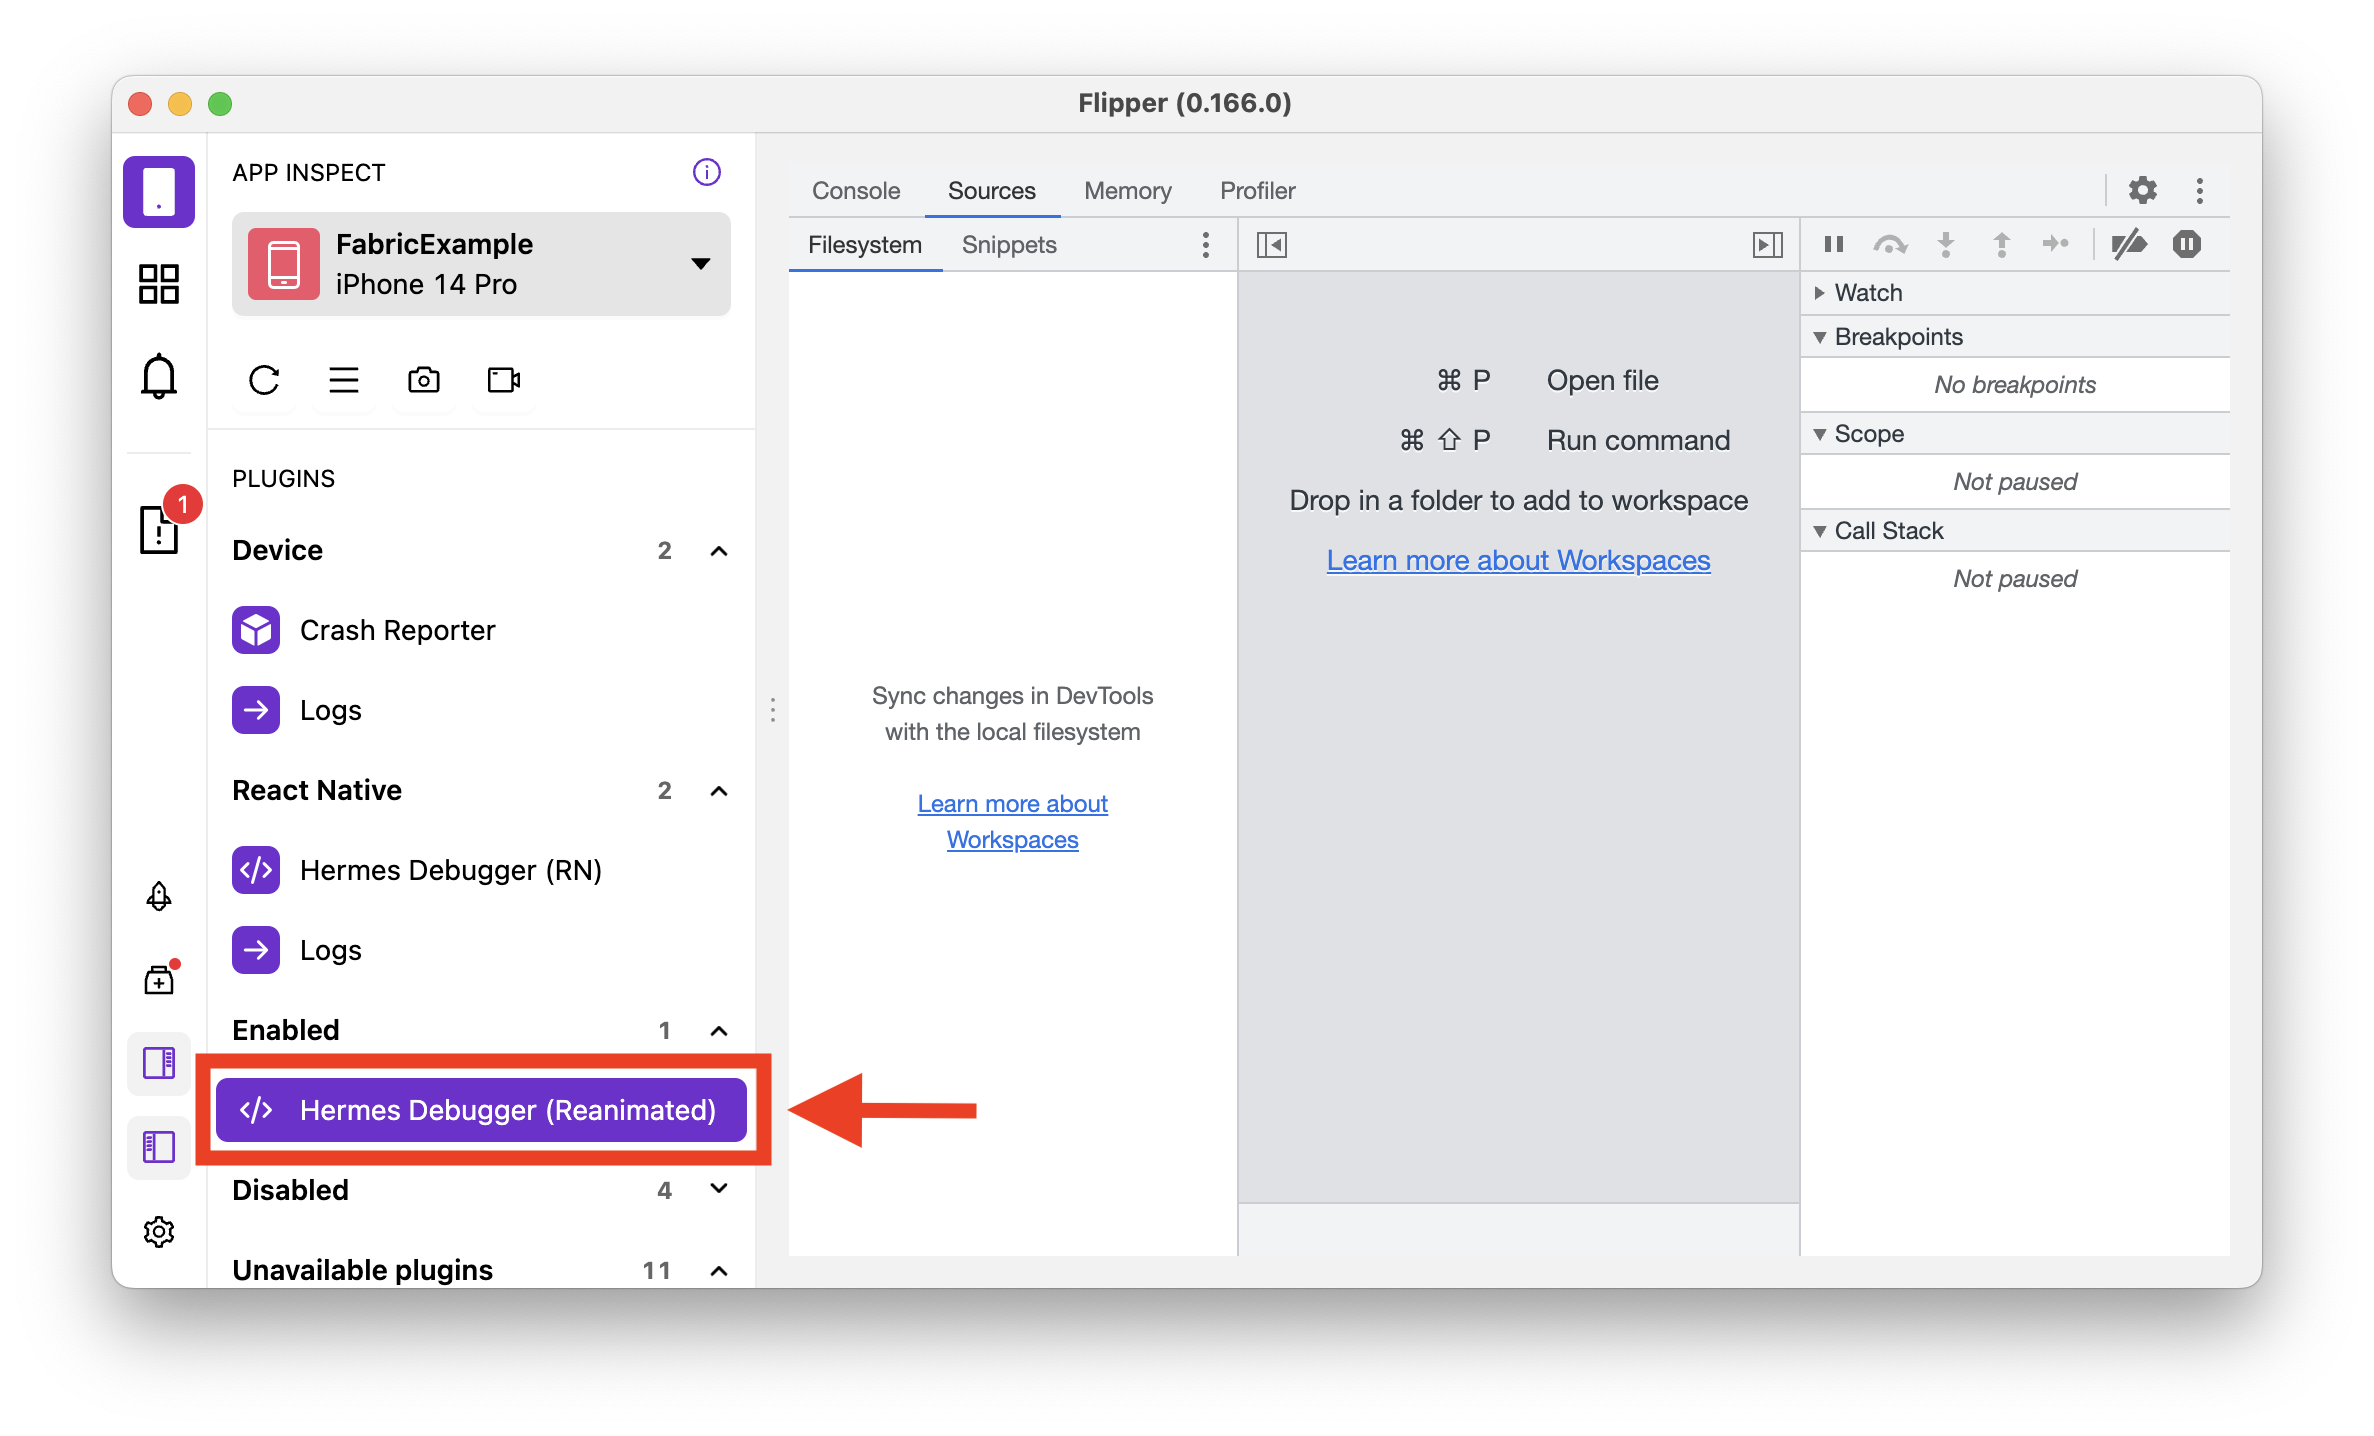 Flipper (0.166.0)
APP INSPECT
FabricExample
iPhone 14 Pro
PLUGINS
1
Device 2
Crash Reporter
Logs
React Native 2
Hermes Debugger (RN)
Logs
Enabled 1
Hermes Debugger (Reanimated)
Disabled 4
Unavailable plugins 11
Console Sources Memory Profiler
Filesystem Snippets
Sync changes in DevTools
with the local filesystem
Learn more about
Workspaces
⌘ P Open file
⌘ ⇧ P Run command
Drop in a folder to add to workspace
Learn more about Workspaces
Watch
Breakpoints
No breakpoints
Scope
Not paused
Call Stack
Not paused